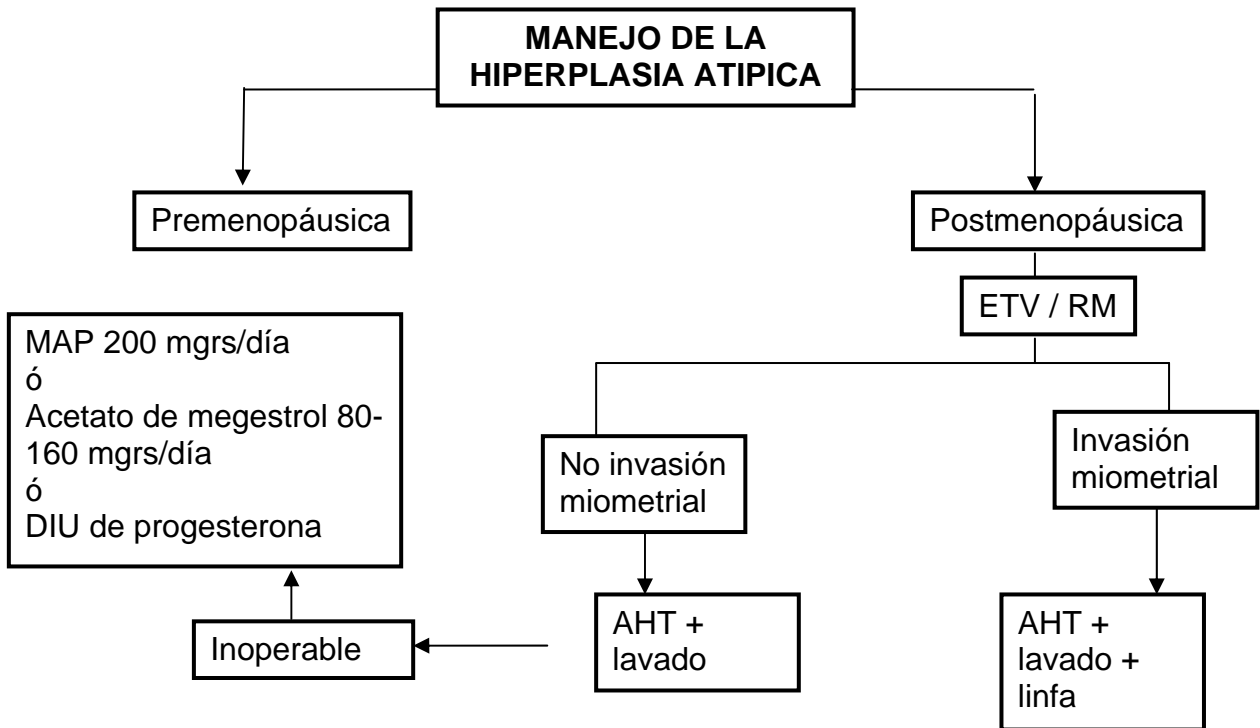 MANEJO DE LA
HIPERPLASIA ATIPICA
Premenopáusica
Postmenopáusica
ETV / RM
MAP 200 mgrs/día
ó
Acetato de megestrol 80-
160 mgrs/día
ó
DIU de progesterona
No invasión
miometrial
Invasión
miometrial
Inoperable
AHT +
lavado
AHT +
lavado +
linfa